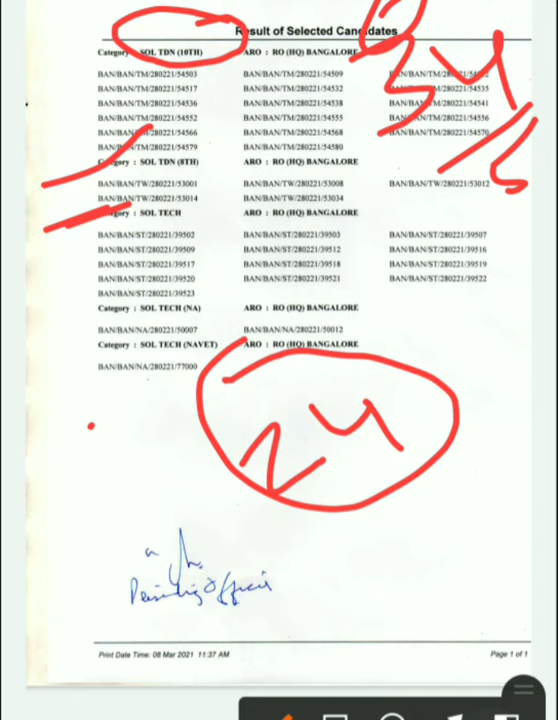 Result of Selected Candidates
Category : SOL TDN (10TH) ARO : RO (HQ) BANGALORE
BAN/BAN/TM/280221/54503 BAN/BAN/TM/280221/54509
BAN/BAN/TM/280221/54517 BAN/BAN/TM/280221/54532 TM/280221/54535
BAN/BAN/TM/280221/54536 BAN/BAN/TM/280221/54538 BAN/BAN/TM/280221/54541
BAN/BAN/TM/280221/54552 BAN/BAN/TM/280221/54555 BAN/BAN/TM/280221/54556
BAN/BAN/TM/280221/54566 BAN/BAN/TM/280221/54568 BAN/BAN/TM/280221/54570
BAN/BAN/TM/280221/54579 BAN/BAN/TM/280221/54580
Category : SOL TDN (8TH) ARO : RO (HQ) BANGALORE
BAN/BAN/TW/280221/53001 BAN/BAN/TW/280221/53008 BAN/BAN/TW/280221/53012
BAN/BAN/TW/280221/53014 BAN/BAN/TW/280221/53034
Category : SOL TECH ARO : RO (HQ) BANGALORE
BAN/BAN/ST/280221/39502 BAN/BAN/ST/280221/39503 BAN/BAN/ST/280221/39507
BAN/BAN/ST/280221/39509 BAN/BAN/ST/280221/39512 BAN/BAN/ST/280221/39516
BAN/BAN/ST/280221/39517 BAN/BAN/ST/280221/39518 BAN/BAN/ST/280221/39519
BAN/BAN/ST/280221/39520 BAN/BAN/ST/280221/39521 BAN/BAN/ST/280221/39522
BAN/BAN/ST/280221/39523
Category : SOL TECH (NA) ARO : RO (HQ) BANGALORE
BAN/BAN/NA/280221/50007 BAN/BAN/NA/280221/50012
Category : SOL TECH (NAVET) ARO : RO (HQ) BANGALORE
BAN/BAN/NA/280221/77000
24
Presiding Officer
Print Date Time: 08 Mar 2021 11:37 AM Page 1 of 1